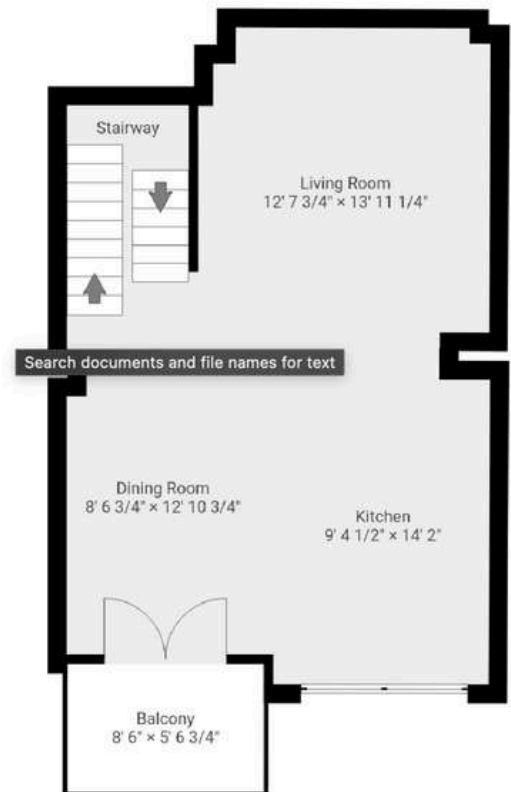 Stairway
Living Room
12' 7 3/4" × 13' 11 1/4"
Search documents and file names for text
Dining Room
8' 6 3/4" × 12' 10 3/4"
Kitchen
9' 4 1/2" × 14' 2"
Balcony
8' 6" × 5' 6 3/4"